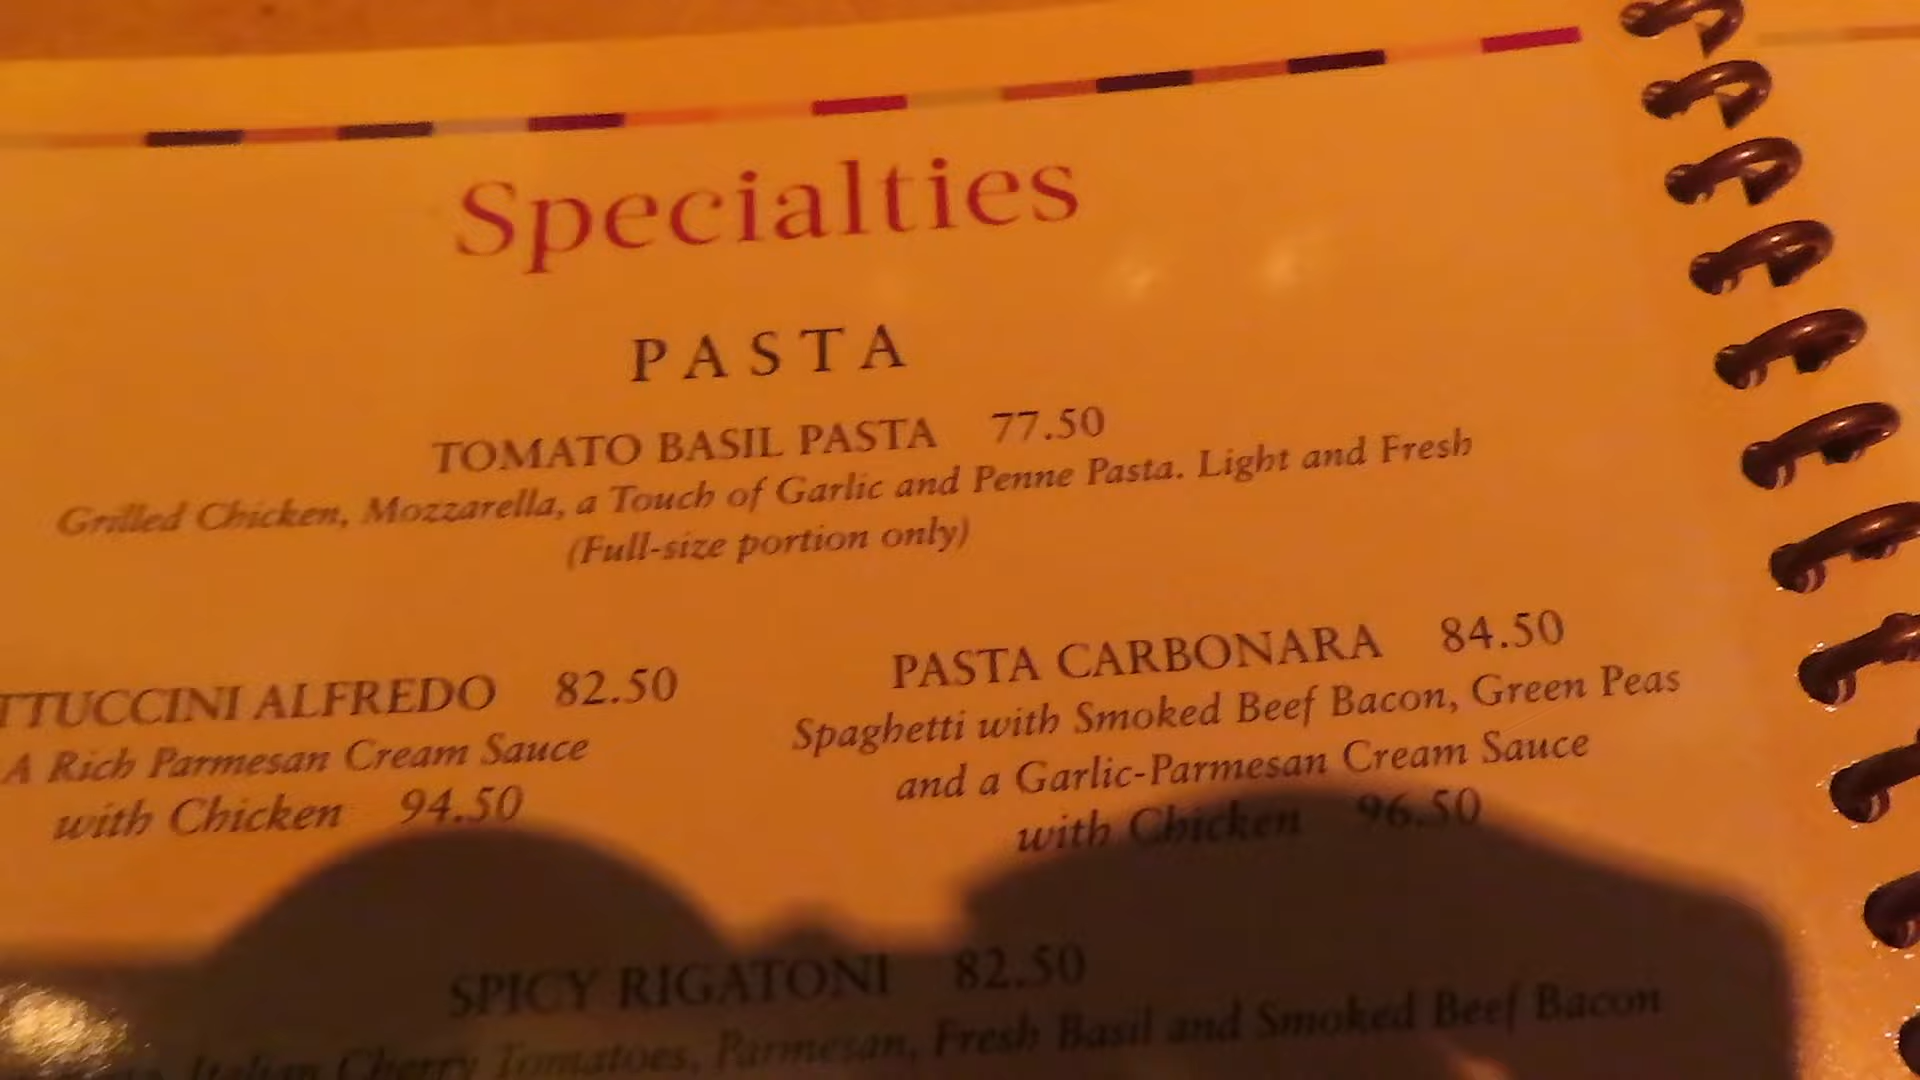 Specialties
PASTA
TOMATO BASIL PASTA 77.50
Grilled Chicken, Mozzarella, a Touch of Garlic and Penne Pasta. Light and Fresh
(Full-size portion only)
TTUCCINI ALFREDO 82.50
A Rich Parmesan Cream Sauce
with Chicken 94.50
PASTA CARBONARA 84.50
Spaghetti with Smoked Beef Bacon, Green Peas
and a Garlic-Parmesan Cream Sauce
with Chicken 96.50
SPICY RIGATONI 82.50
Italian Cherry Tomatoes, Parmesan, Fresh Basil and Smoked Beef Bacon